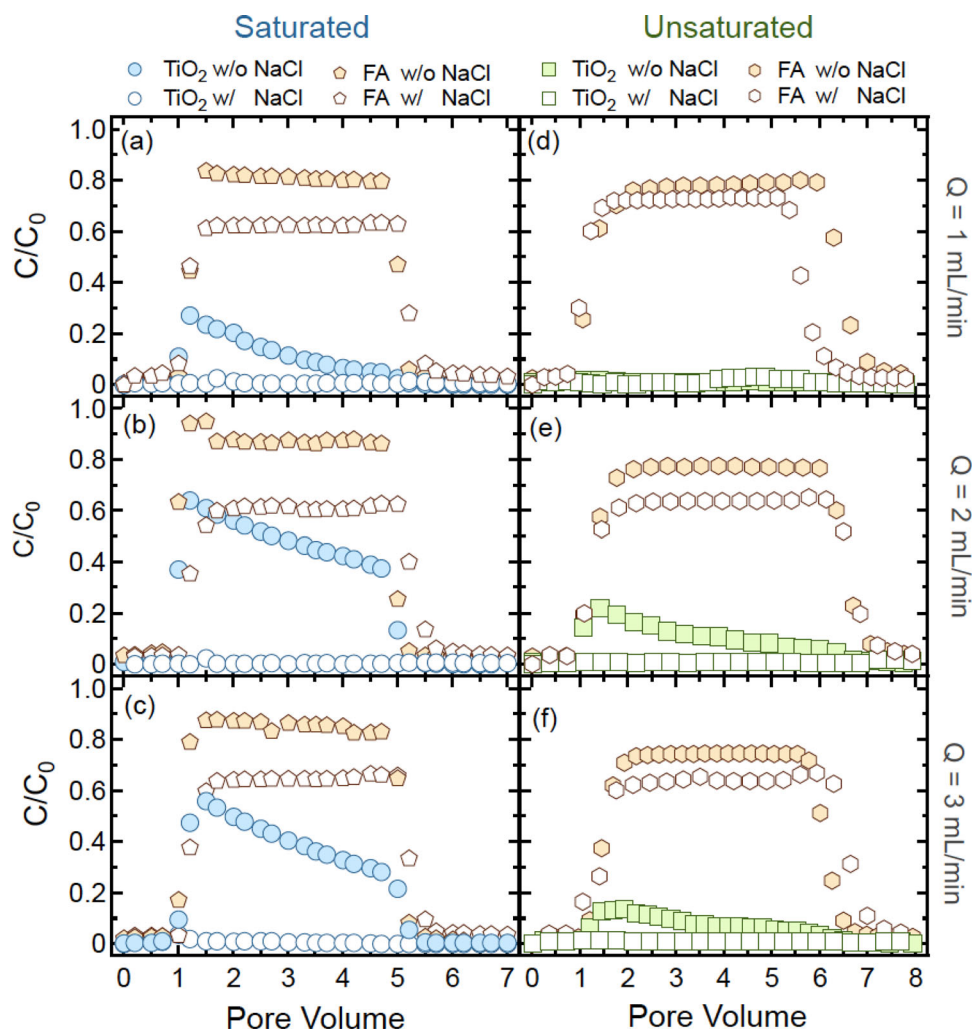 Saturated Unsaturated
TiO2 w/o NaCl FA w/o NaCl TiO2 w/o NaCl FA w/o NaCl
TiO2 w/ NaCl FA w/ NaCl TiO2 w/ NaCl FA w/ NaCl
1.0 (a) (d)
0.8
0.6
0.4
0.2
0
C/C0
Q = 1 mL/min
1.0 (b) (e)
0.8
0.6
0.4
0.2
0
C/C0
Q = 2 mL/min
1.0 (c) (f)
0.8
0.6
0.4
0.2
0
C/C0
Q = 3 mL/min
0 1 2 3 4 5 6 7 0 1 2 3 4 5 6 7 8
Pore Volume Pore Volume